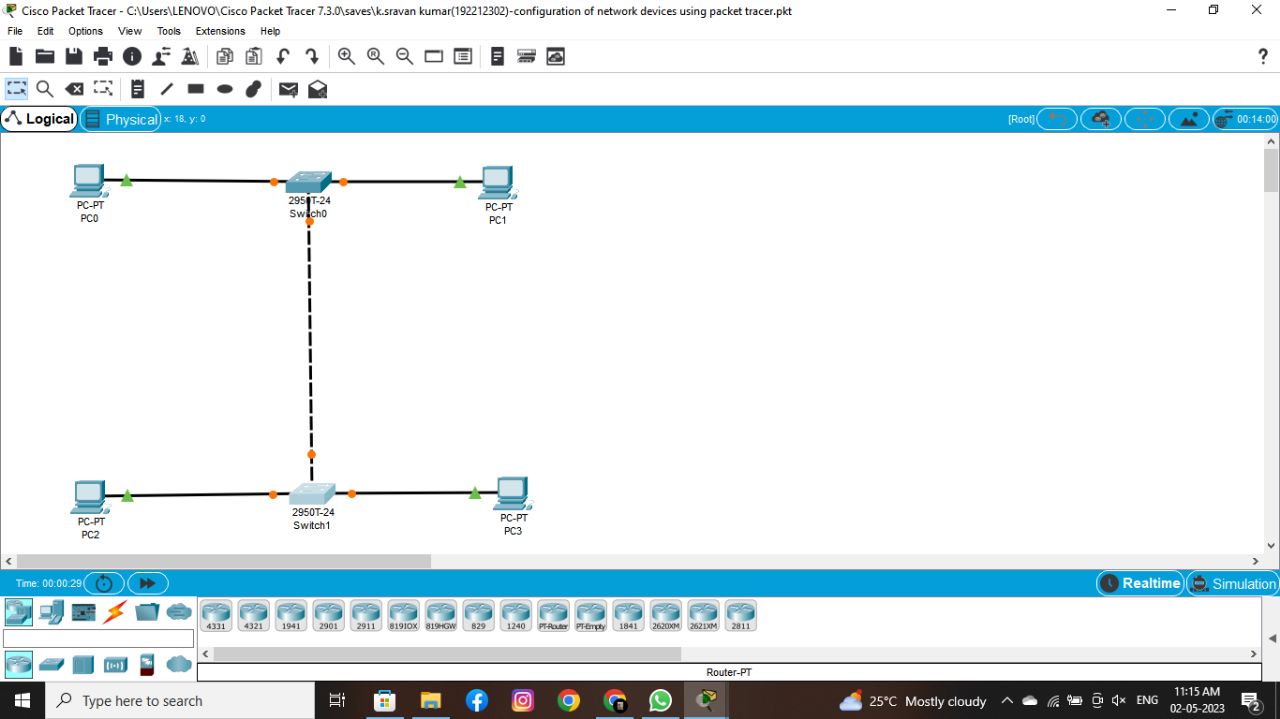 Cisco Packet Tracer - C:\Users\LENOVO\Cisco Packet Tracer 7.3.0\saves\k.sravan kumar(192212302)-configuration of network devices using packet tracer.pkt
File Edit Options View Tools Extensions Help
Logical Physical x: 18, y: 0 [Root] 00:14:00
PC-PT
PC0
2950T-24
Switch0
PC-PT
PC1
PC-PT
PC2
2950T-24
Switch1
PC-PT
PC3
Time: 00:00:29 Realtime Simulation
4331 4321 1941 2901 2911 819IOX 819HGW 829 1240 PT-Router PT-Empty 1841 2620XM 2621XM 2811
Router-PT
Type here to search
25°C Mostly cloudy ENG 11:15 AM
02-05-2023 2